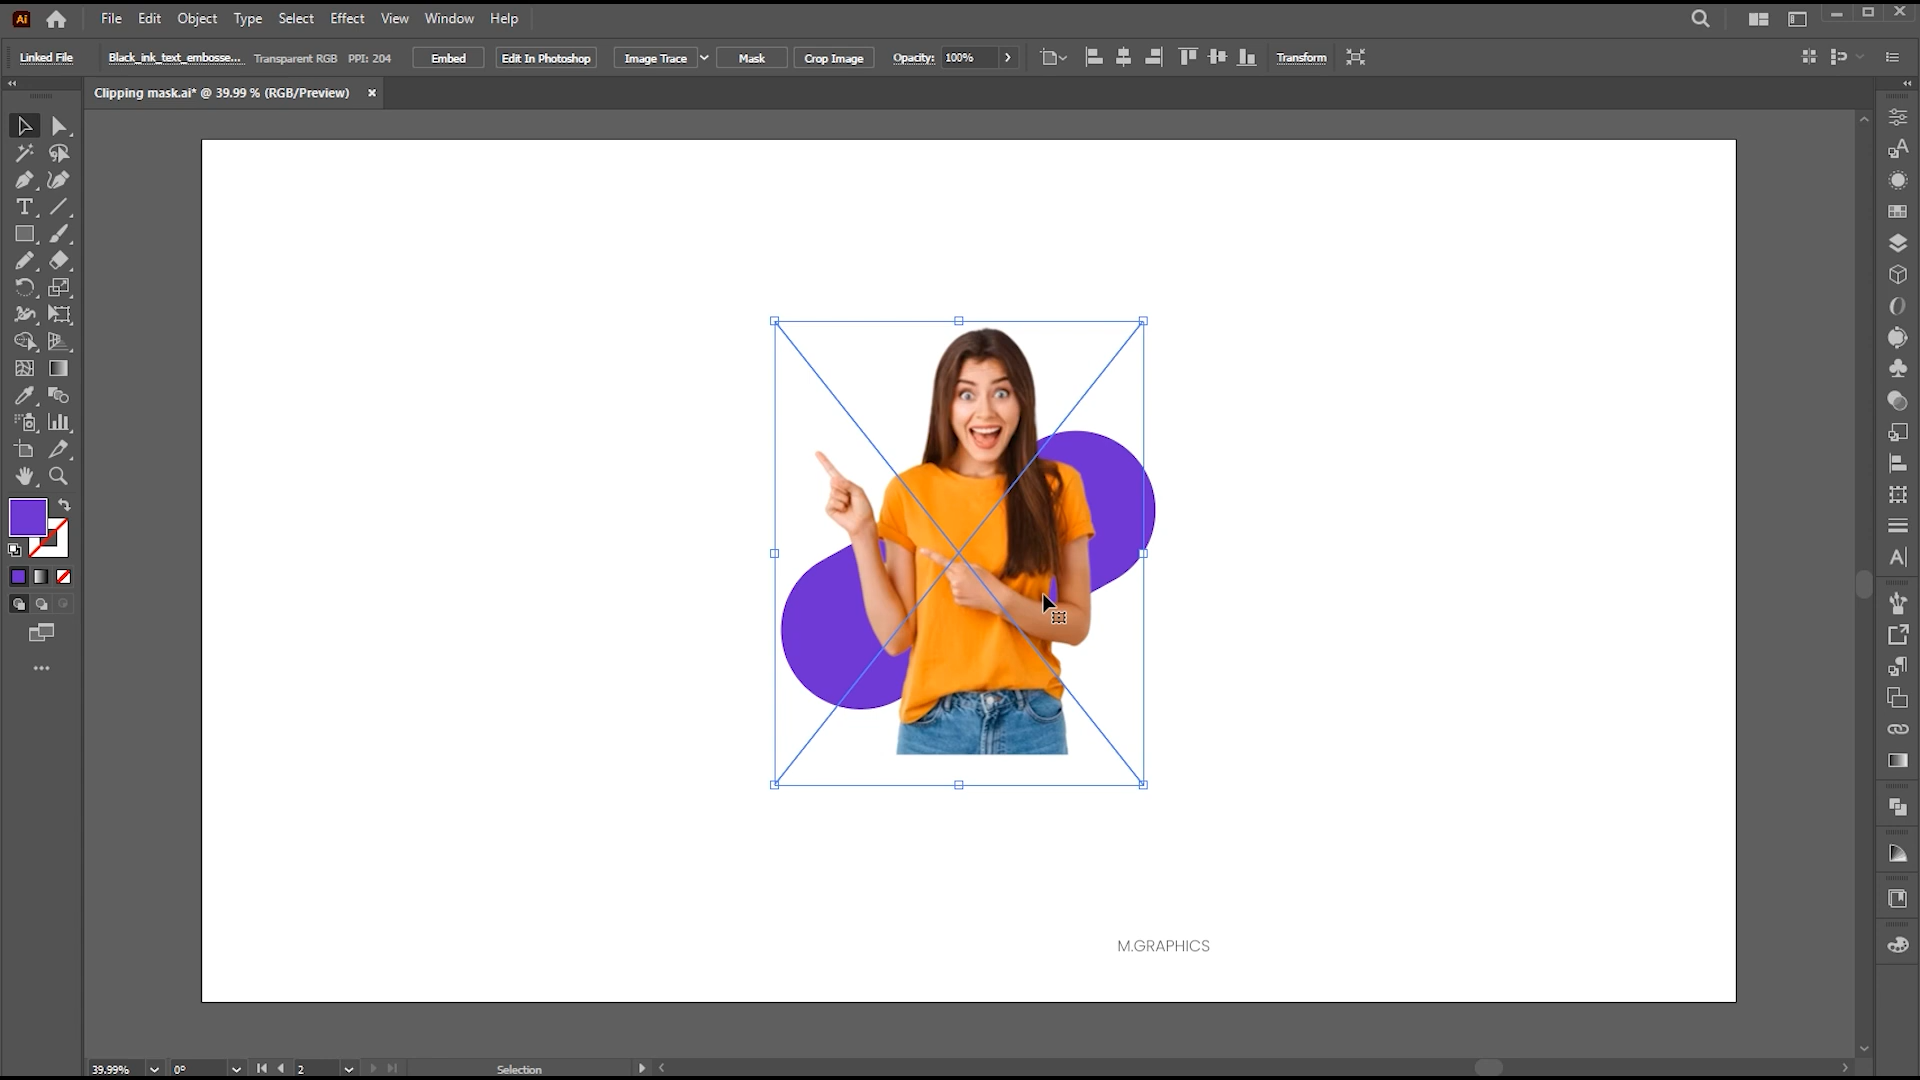 Ai File Edit Object Type Select Effect View Window Help
Linked File Black_ink_text_embosse... Transparent RGB PPI: 204 Embed Edit In Photoshop Image Trace Mask Crop Image Opacity: 100% Transform
Clipping mask.ai* @ 39.99 % (RGB/Preview) ×
M.GRAPHICS
39.99% 0° 2 Selection